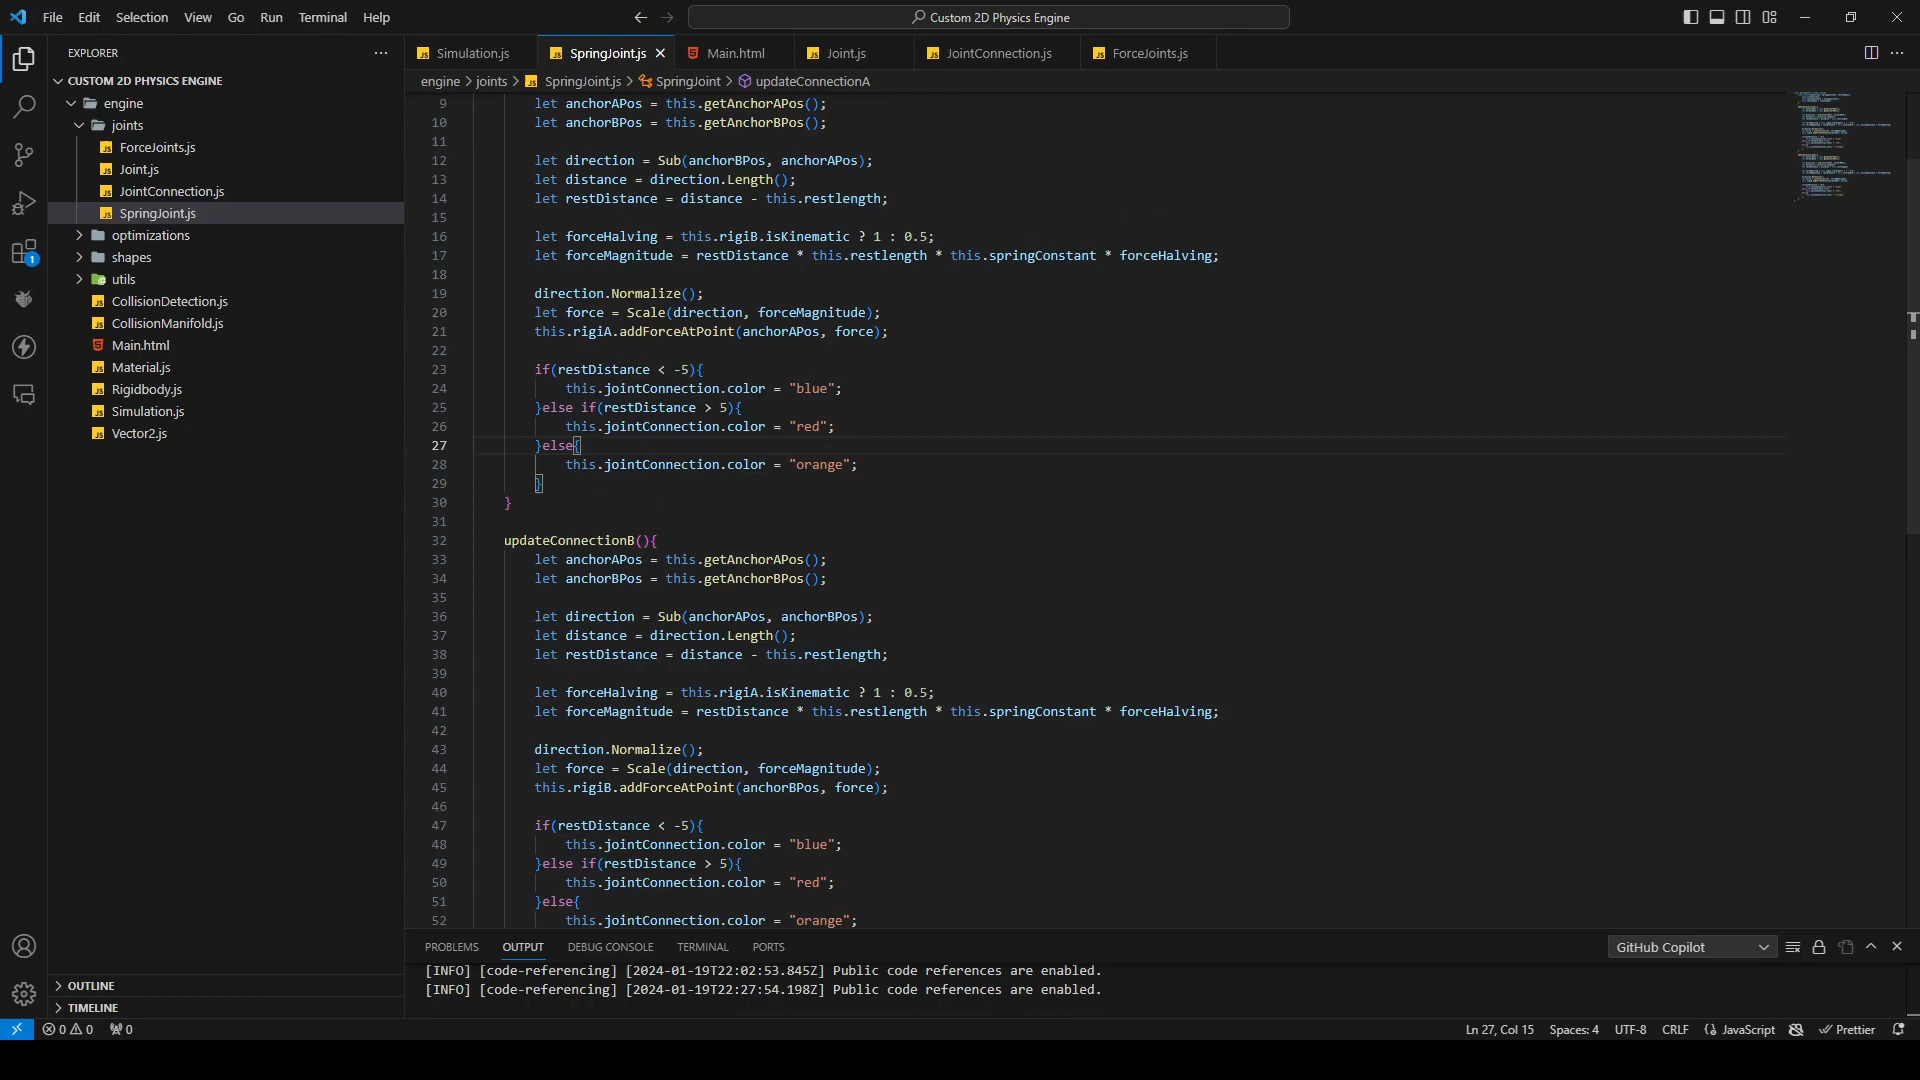 File Edit Selection View Go Run Terminal Help
Custom 2D Physics Engine
EXPLORER
CUSTOM 2D PHYSICS ENGINE
engine
joints
ForceJoints.js
Joint.js
JointConnection.js
SpringJoint.js
optimizations
shapes
utils
CollisionDetection.js
CollisionManifold.js
Main.html
Material.js
Rigidbody.js
Simulation.js
Vector2.js
OUTLINE
TIMELINE
1
Simulation.js SpringJoint.js Main.html Joint.js JointConnection.js ForceJoints.js
engine > joints > SpringJoint.js > SpringJoint > updateConnectionA
9 let anchorAPos = this.getAnchorAPos();
10 let anchorBPos = this.getAnchorBPos();
11
12 let direction = Sub(anchorBPos, anchorAPos);
13 let distance = direction.Length();
14 let restDistance = distance - this.restlength;
15
16 let forceHalving = this.rigiB.isKinematic ? 1 : 0.5;
17 let forceMagnitude = restDistance * this.restlength * this.springConstant * forceHalving;
18
19 direction.Normalize();
20 let force = Scale(direction, forceMagnitude);
21 this.rigiA.addForceAtPoint(anchorAPos, force);
22
23 if(restDistance < -5){
24 this.jointConnection.color = "blue";
25 }else if(restDistance > 5){
26 this.jointConnection.color = "red";
27 }else{
28 this.jointConnection.color = "orange";
29 }
30 }
31
32 updateConnectionB(){
33 let anchorAPos = this.getAnchorAPos();
34 let anchorBPos = this.getAnchorBPos();
35
36 let direction = Sub(anchorAPos, anchorBPos);
37 let distance = direction.Length();
38 let restDistance = distance - this.restlength;
39
40 let forceHalving = this.rigiA.isKinematic ? 1 : 0.5;
41 let forceMagnitude = restDistance * this.restlength * this.springConstant * forceHalving;
42
43 direction.Normalize();
44 let force = Scale(direction, forceMagnitude);
45 this.rigiB.addForceAtPoint(anchorBPos, force);
46
47 if(restDistance < -5){
48 this.jointConnection.color = "blue";
49 }else if(restDistance > 5){
50 this.jointConnection.color = "red";
51 }else{
52 this.jointConnection.color = "orange";
PROBLEMS OUTPUT DEBUG CONSOLE TERMINAL PORTS
GitHub Copilot
[INFO] [code-referencing] [2024-01-19T22:02:53.845Z] Public code references are enabled.
[INFO] [code-referencing] [2024-01-19T22:27:54.198Z] Public code references are enabled.
0 0 0
Ln 27, Col 15 Spaces: 4 UTF-8 CRLF JavaScript Prettier